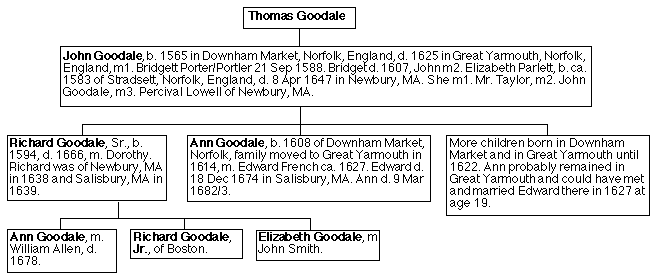 Thomas Goodale
John Goodale, b. 1565 in Downham Market, Norfolk, England, d. 1625 in Great Yarmouth, Norfolk,
England, m1. Bridgett Porter/Portler 21 Sep 1588. Bridget d. 1607, John m2. Elizabeth Parlett, b. ca.
1583 of Stradsett, Norfolk, England, d. 8 Apr 1647 in Newbury, MA. She m1. Mr. Taylor, m2. John
Goodale, m3. Percival Lowell of Newbury, MA.
Richard Goodale, Sr., b.
1594, d. 1666, m. Dorothy.
Richard was of Newbury, MA
in 1638 and Salisbury, MA in
1639.
Ann Goodale, b. 1608 of Downham Market,
Norfolk, family moved to Great Yarmouth in
1614, m. Edward French ca. 1627. Edward d.
18 Dec 1674 in Salisbury, MA. Ann d. 9 Mar
1682/3.
More children born in Downham
Market and in Great Yarmouth until
1622. Ann probably remained in
Great Yarmouth and could have met
and married Edward there in 1627 at
age 19.
Ann Goodale, m.
William Allen, d.
1678.
Richard Goodale,
Jr., of Boston.
Elizabeth Goodale, m
John Smith.